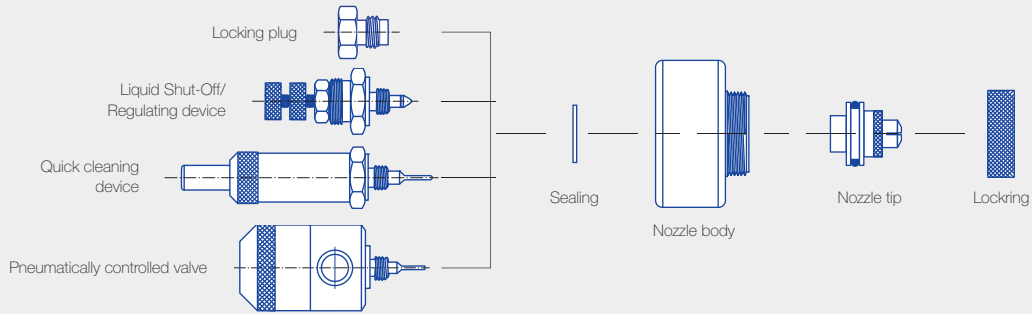 Locking plug
Liquid Shut-Off/
Regulating device
Quick cleaning
device
Pneumatically controlled valve
Sealing
Nozzle body
Nozzle tip
Lockring